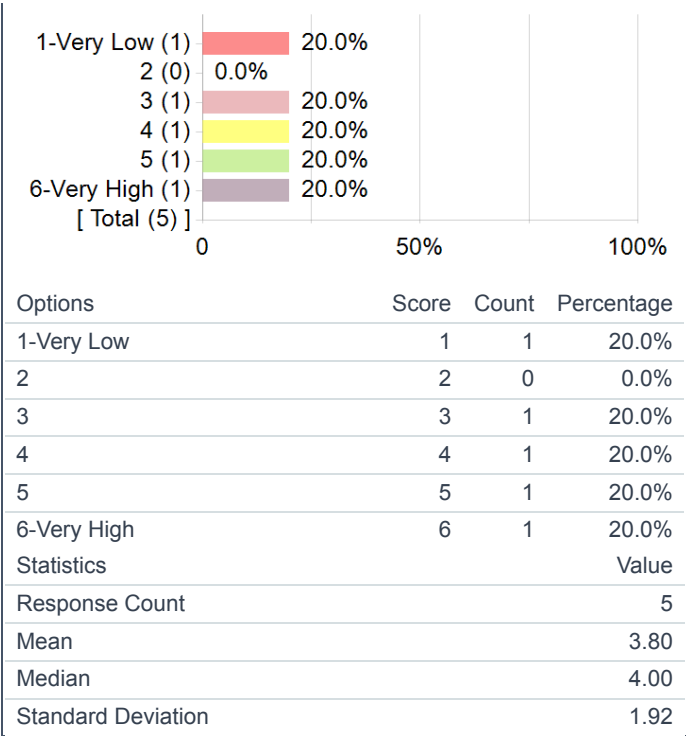 1-Very Low (1) 20.0%
2 (0) 0.0%
3 (1) 20.0%
4 (1) 20.0%
5 (1) 20.0%
6-Very High (1) 20.0%
[ Total (5) ]
0 50% 100%
Options Score Count Percentage
1-Very Low 1 1 20.0%
2 2 0 0.0%
3 3 1 20.0%
4 4 1 20.0%
5 5 1 20.0%
6-Very High 6 1 20.0%
Statistics Value
Response Count 5
Mean 3.80
Median 4.00
Standard Deviation 1.92